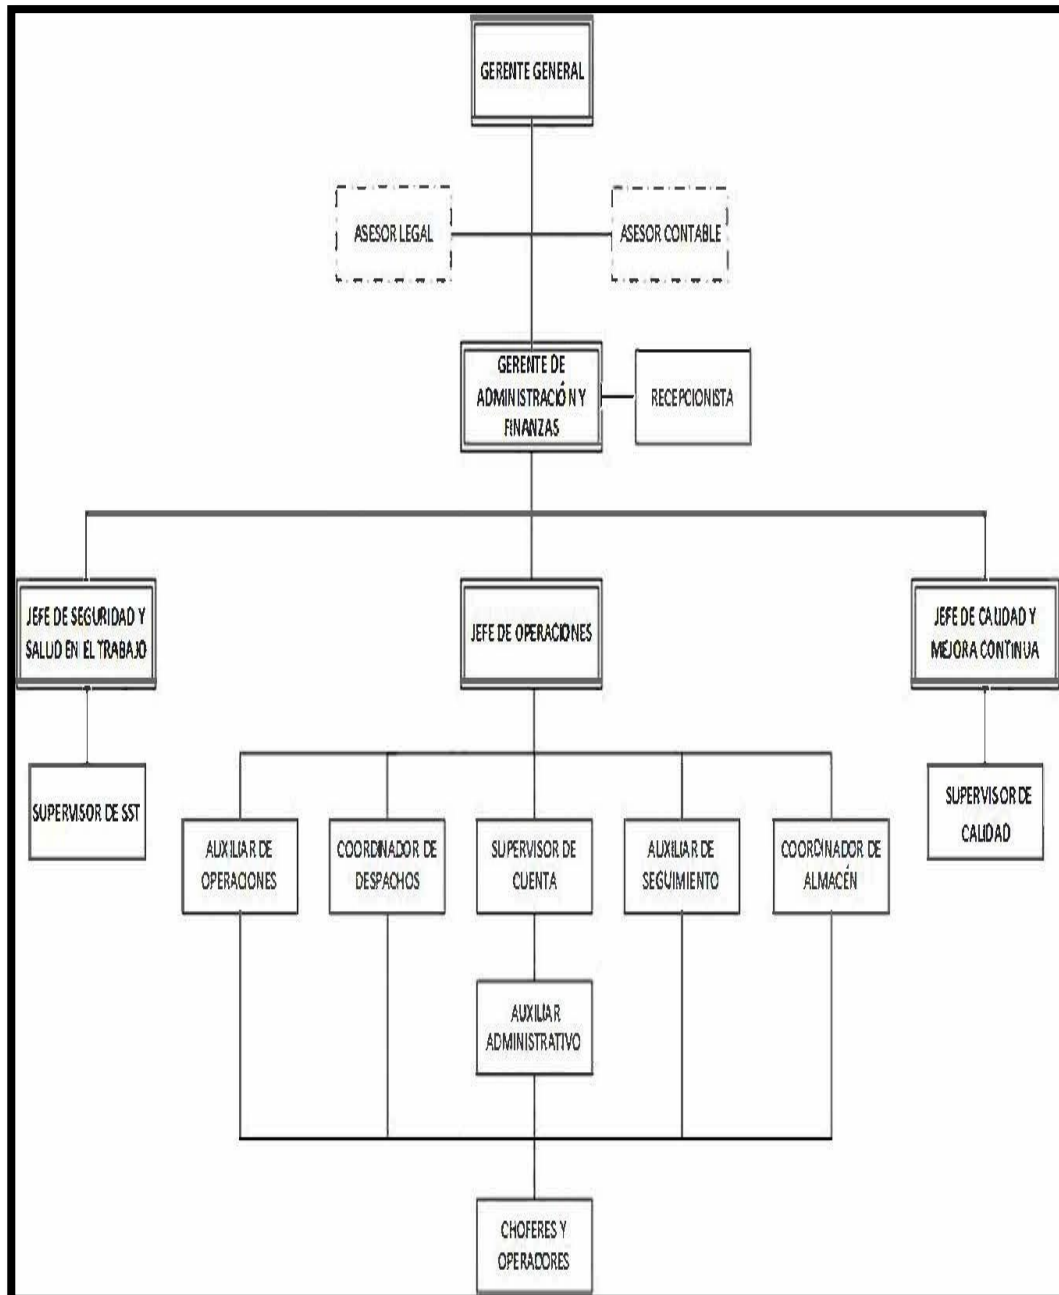 GERENTE GENERAL
ASESOR LEGAL
ASESOR CONTABLE
GERENTE DE
ADMINISTRACIÓN Y
FINANZAS
RECEPCIONISTA
JEFE DE SEGURIDAD Y
SALUD EN EL TRABAJO
JEFE DE OPERACIONES
JEFE DE CALIDAD Y
MEJORA CONTINUA
SUPERVISOR DE SST
SUPERVISOR DE
CALIDAD
AUXILIAR DE
OPERACIONES
COORDINADOR DE
DESPACHOS
SUPERVISOR DE
CUENTA
AUXILIAR DE
SEGUIMIENTO
COORDINADOR DE
ALMACÉN
AUXILIAR
ADMINISTRATIVO
CHOFERES Y
OPERADORES